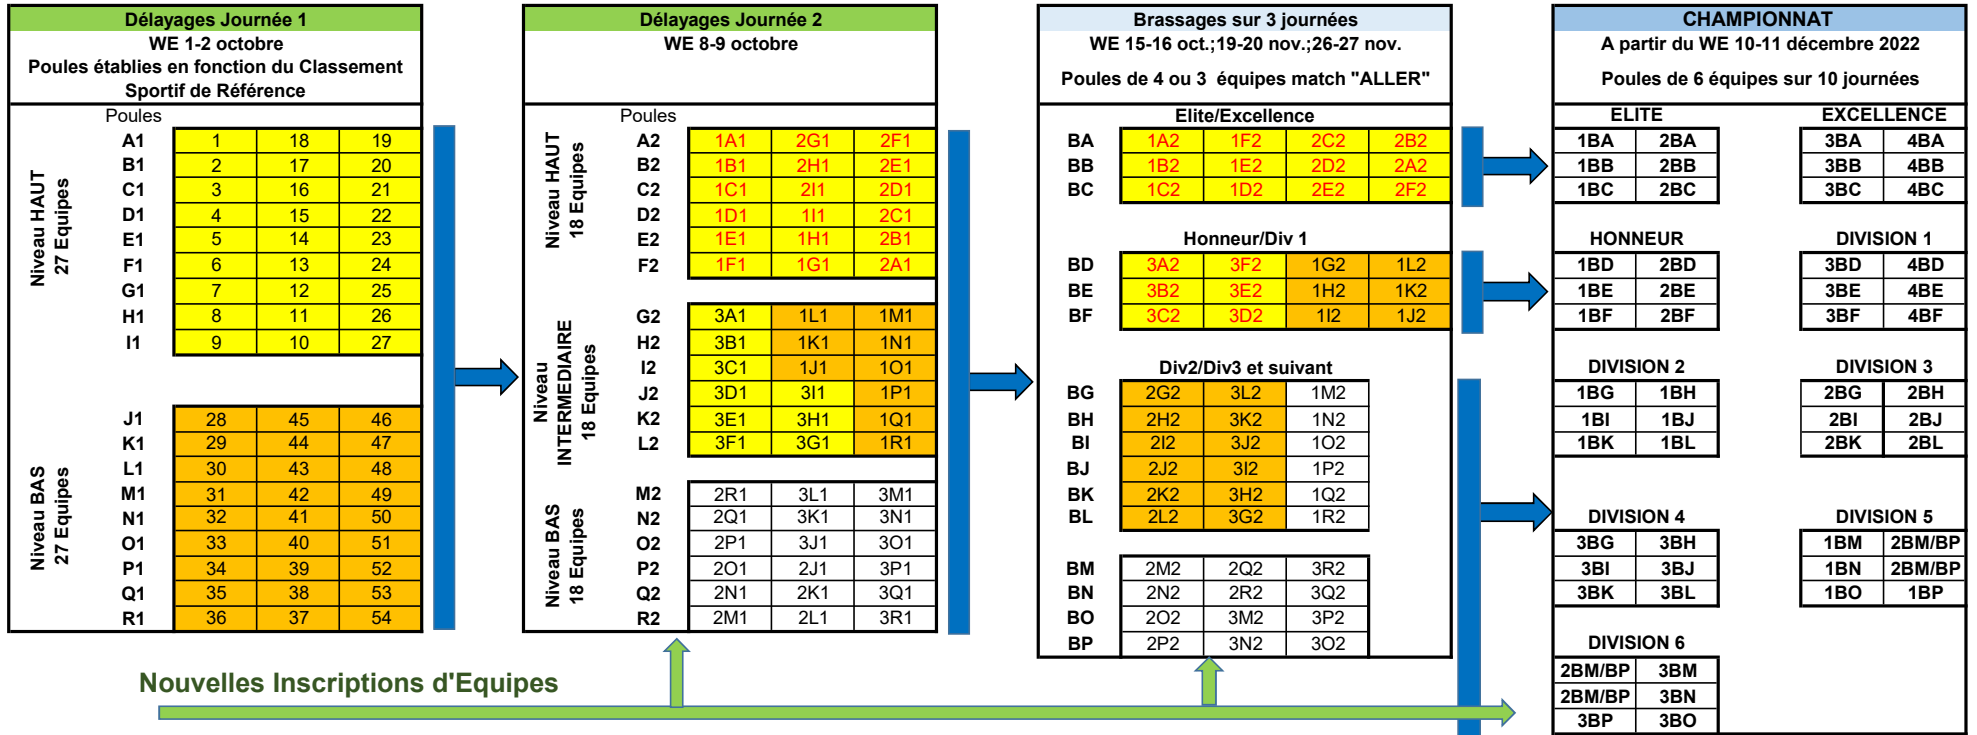 Délayages Journée 1
WE 1-2 octobre
Poules établies en fonction du Classement
Sportif de Référence
Poules
Niveau HAUT
27 Equipes
A1 1 18 19
B1 2 17 20
C1 3 16 21
D1 4 15 22
E1 5 14 23
F1 6 13 24
G1 7 12 25
H1 8 11 26
I1 9 10 27
Niveau BAS
27 Equipes
J1 28 45 46
K1 29 44 47
L1 30 43 48
M1 31 42 49
N1 32 41 50
O1 33 40 51
P1 34 39 52
Q1 35 38 53
R1 36 37 54
Délayages Journée 2
WE 8-9 octobre
Poules
Niveau HAUT
18 Equipes
A2 1A1 2G1 2F1
B2 1B1 2H1 2E1
C2 1C1 2I1 2D1
D2 1D1 1I1 2C1
E2 1E1 1H1 2B1
F2 1F1 1G1 2A1
Niveau
INTERMEDIAIRE
18 Equipes
G2 3A1 1L1 1M1
H2 3B1 1K1 1N1
I2 3C1 1J1 1O1
J2 3D1 3I1 1P1
K2 3E1 3H1 1Q1
L2 3F1 3G1 1R1
Niveau BAS
18 Equipes
M2 2R1 3L1 3M1
N2 2Q1 3K1 3N1
O2 2P1 3J1 3O1
P2 2O1 2J1 3P1
Q2 2N1 2K1 3Q1
R2 2M1 2L1 3R1
Brassages sur 3 journées
WE 15-16 oct.;19-20 nov.;26-27 nov.
Poules de 4 ou 3 équipes match "ALLER"
Elite/Excellence
BA 1A2 1F2 2C2 2B2
BB 1B2 1E2 2D2 2A2
BC 1C2 1D2 2E2 2F2
Honneur/Div 1
BD 3A2 3F2 1G2 1L2
BE 3B2 3E2 1H2 1K2
BF 3C2 3D2 1I2 1J2
Div2/Div3 et suivant
BG 2G2 3L2 1M2
BH 2H2 3K2 1N2
BI 2I2 3J2 1O2
BJ 2J2 3I2 1P2
BK 2K2 3H2 1Q2
BL 2L2 3G2 1R2
BM 2M2 2Q2 3R2
BN 2N2 2R2 3Q2
BO 2O2 3M2 3P2
BP 2P2 3N2 3O2
CHAMPIONNAT
A partir du WE 10-11 décembre 2022
Poules de 6 équipes sur 10 journées
ELITE EXCELLENCE
1BA 2BA 3BA 4BA
1BB 2BB 3BB 4BB
1BC 2BC 3BC 4BC
HONNEUR DIVISION 1
1BD 2BD 3BD 4BD
1BE 2BE 3BE 4BE
1BF 2BF 3BF 4BF
DIVISION 2 DIVISION 3
1BG 1BH 2BG 2BH
1BI 1BJ 2BI 2BJ
1BK 1BL 2BK 2BL
DIVISION 4 DIVISION 5
3BG 3BH 1BM 2BM/BP
3BI 3BJ 1BN 2BM/BP
3BK 3BL 1BO 1BP
DIVISION 6
2BM/BP 3BM
2BM/BP 3BN
3BP 3BO
Nouvelles Inscriptions d'Equipes